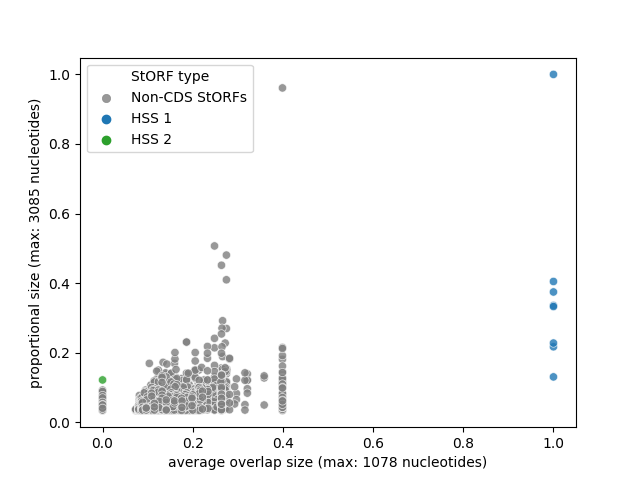 StORF type
Non-CDS StORFs
HSS 1
HSS 2
1.0
0.8
0.6
0.4
0.2
0.0
proportional size (max: 3085 nucleotides)
0.0 0.2 0.4 0.6 0.8 1.0
average overlap size (max: 1078 nucleotides)